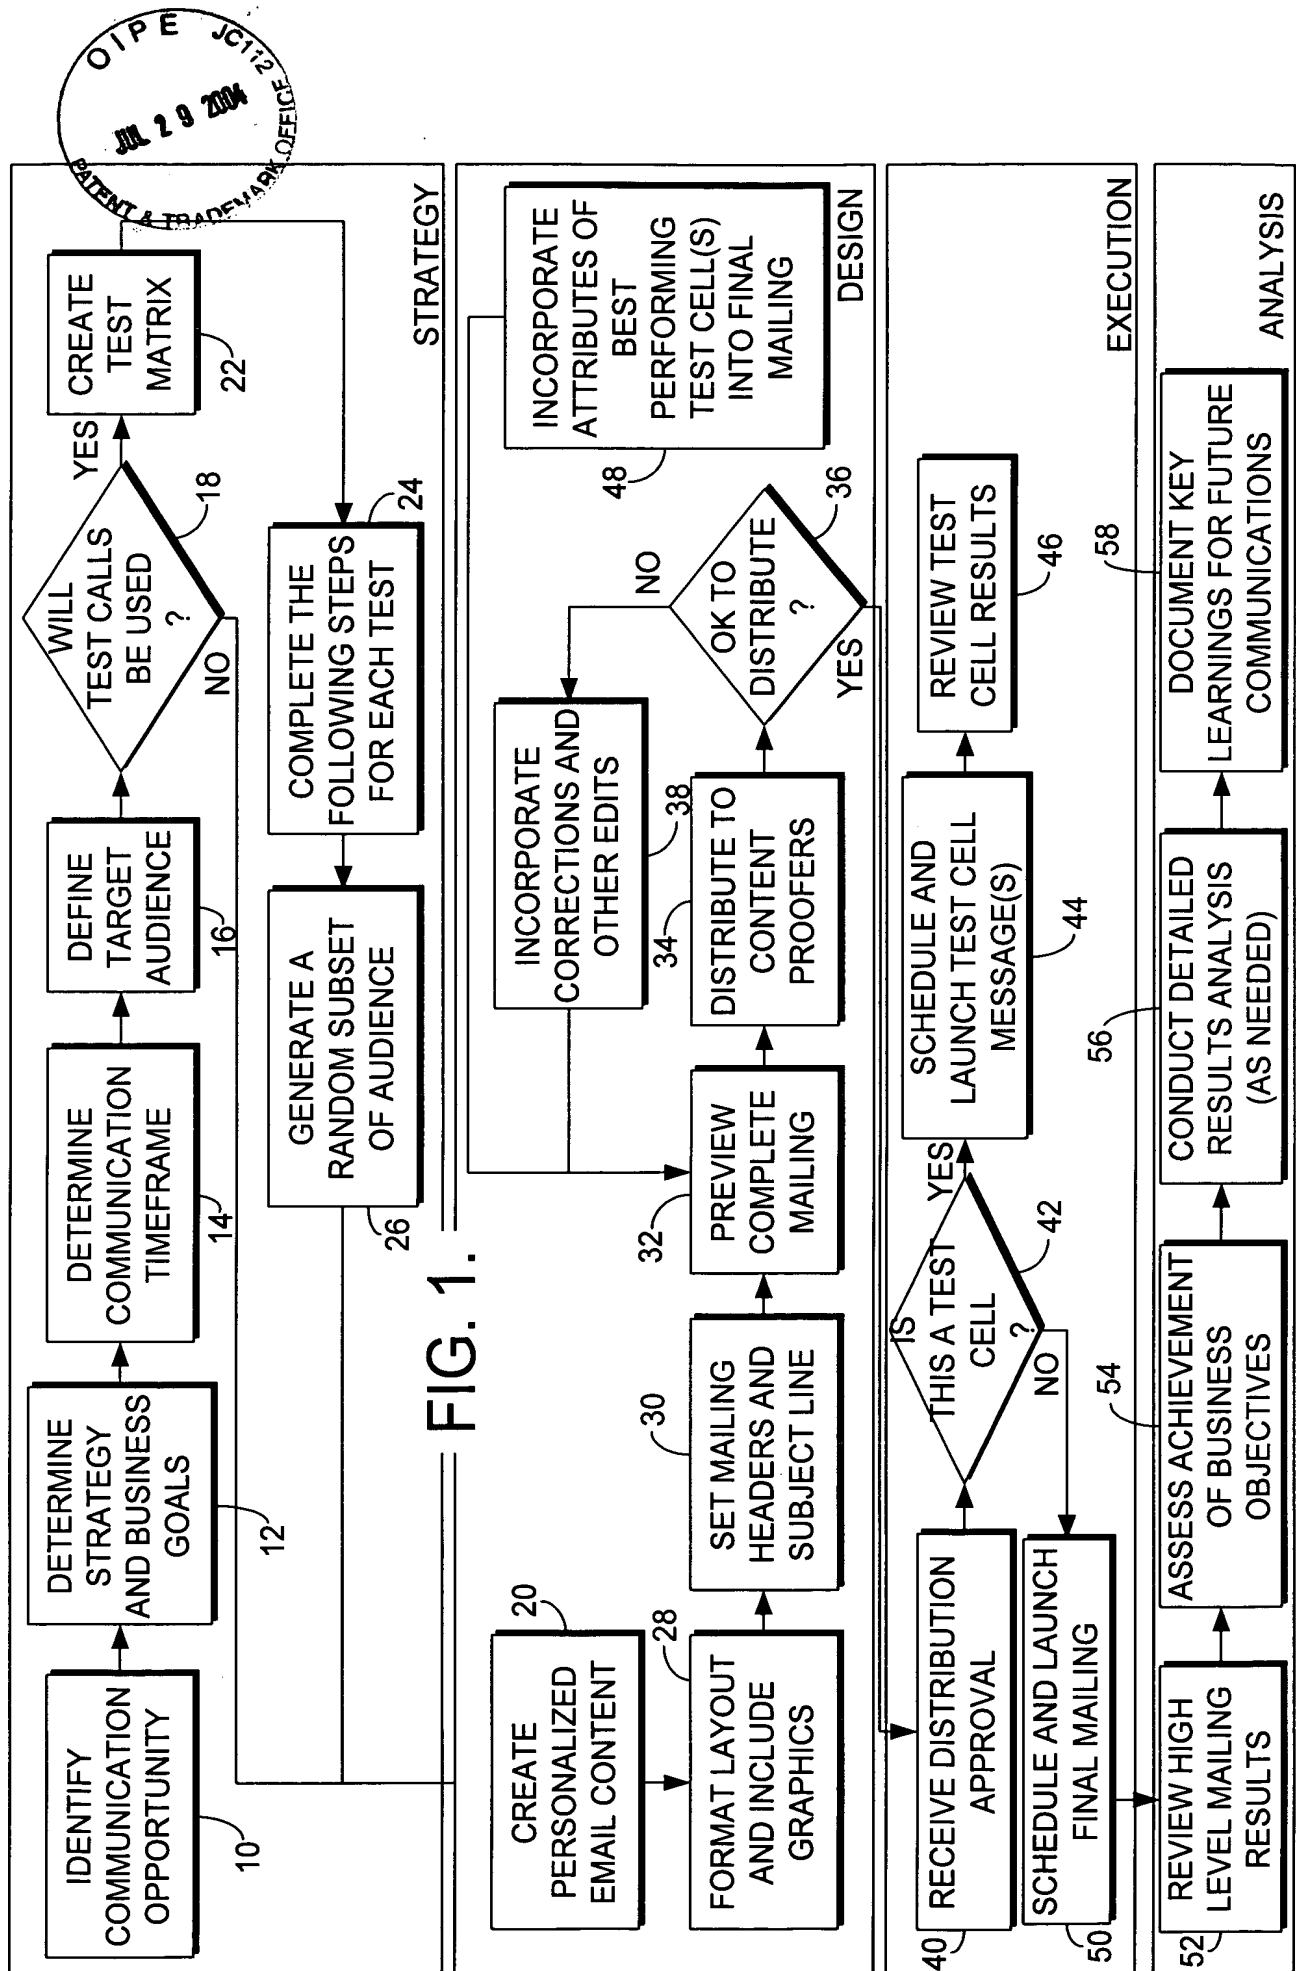 OIPE
JC172
JUL 29 2004
PATENT & TRADEMARK OFFICE
IDENTIFY
COMMUNICATION
OPPORTUNITY
10
DETERMINE
STRATEGY
AND BUSINESS
GOALS
12
DETERMINE
COMMUNICATION
TIMEFRAME
14
DEFINE
TARGET
AUDIENCE
16
WILL
TEST CALLS
BE USED
?
18
YES
NO
CREATE
TEST
MATRIX
22
COMPLETE THE
FOLLOWING STEPS
FOR EACH TEST
24
GENERATE A
RANDOM SUBSET
OF AUDIENCE
26
STRATEGY
FIG. 1.
CREATE
PERSONALIZED
EMAIL CONTENT
20
FORMAT LAYOUT
AND INCLUDE
GRAPHICS
28
SET MAILING
HEADERS AND
SUBJECT LINE
30
PREVIEW
COMPLETE
MAILING
32
DISTRIBUTE TO
CONTENT
PROOFERS
34
OK TO
DISTRIBUTE
?
36
NO
YES
INCORPORATE
CORRECTIONS AND
OTHER EDITS
38
INCORPORATE
ATTRIBUTES OF
BEST
PERFORMING
TEST CELL(S)
INTO FINAL
MAILING
48
DESIGN
RECEIVE DISTRIBUTION
APPROVAL
40
IS
THIS A TEST
CELL
?
42
YES
NO
SCHEDULE AND
LAUNCH TEST CELL
MESSAGE(S)
44
REVIEW TEST
CELL RESULTS
46
SCHEDULE AND LAUNCH
FINAL MAILING
50
EXECUTION
REVIEW HIGH
LEVEL MAILING
RESULTS
52
ASSESS ACHIEVEMENT
OF BUSINESS
OBJECTIVES
54
CONDUCT DETAILED
RESULTS ANALYSIS
(AS NEEDED)
56
DOCUMENT KEY
LEARNINGS FOR FUTURE
COMMUNICATIONS
58
ANALYSIS